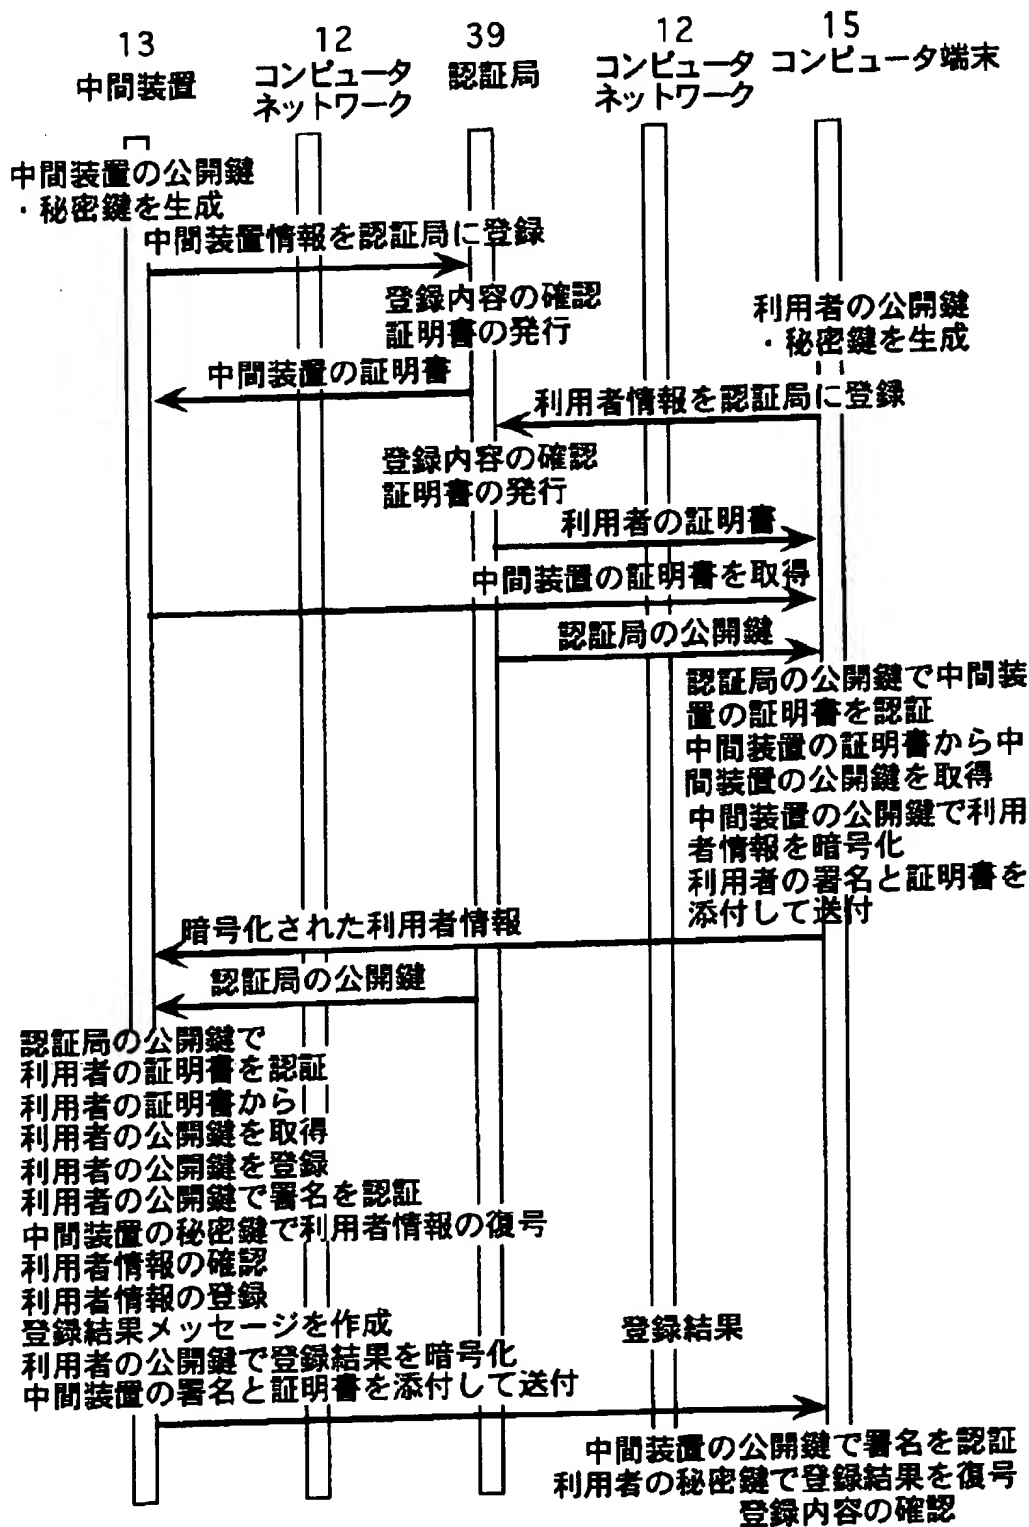 13
中間装置
12
コンピュータ
ネットワーク
39
認証局
12
コンピュータ
ネットワーク
15
コンピュータ端末
中間装置の公開鍵
・秘密鍵を生成
中間装置情報を認証局に登録
登録内容の確認
証明書の発行
利用者の公開鍵
・秘密鍵を生成
中間装置の証明書
利用者情報を認証局に登録
登録内容の確認
証明書の発行
利用者の証明書
中間装置の証明書を取得
認証局の公開鍵
認証局の公開鍵で中間装
置の証明書を認証
中間装置の証明書から中
間装置の公開鍵を取得
中間装置の公開鍵で利用
者情報を暗号化
利用者の署名と証明書を
添付して送付
暗号化された利用者情報
認証局の公開鍵
認証局の公開鍵で
利用者の証明書を認証
利用者の証明書から
利用者の公開鍵を取得
利用者の公開鍵を登録
利用者の公開鍵で署名を認証
中間装置の秘密鍵で利用者情報の復号
利用者情報の確認
利用者情報の登録
登録結果メッセージを作成
利用者の公開鍵で登録結果を暗号化
中間装置の署名と証明書を添付して送付
登録結果
中間装置の公開鍵で署名を認証
利用者の秘密鍵で登録結果を復号
登録内容の確認